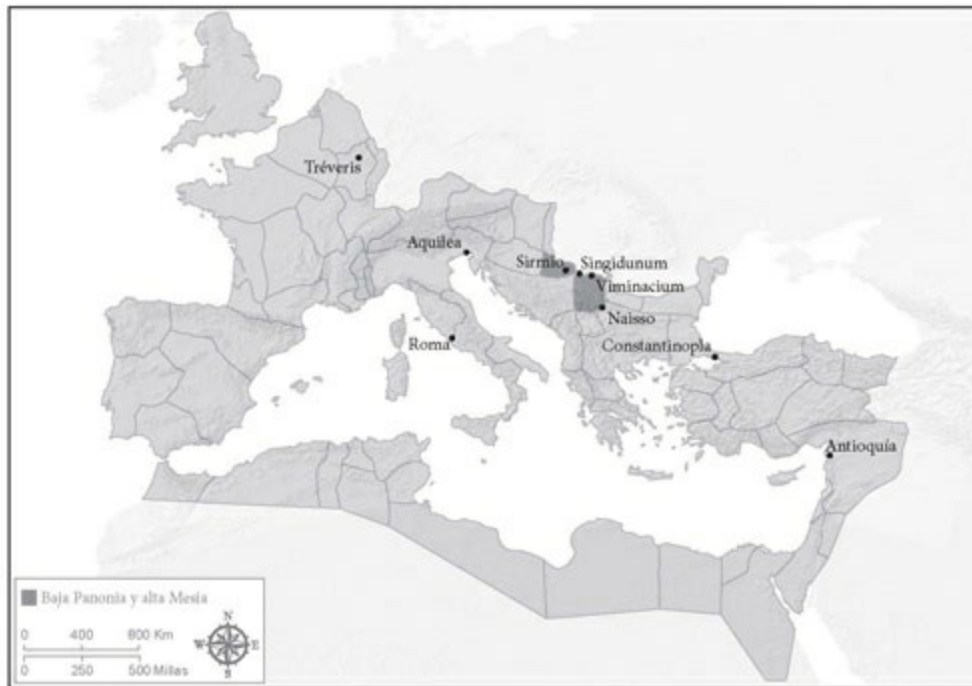 Tréveris
Aquilea
Sirmio
Singidunum
Viminacium
Naisso
Roma
Constantinopla
Antioquía
Baja Panonia y alta Mesia
0 400 800 Km
0 250 500 Millas
N
W E
S